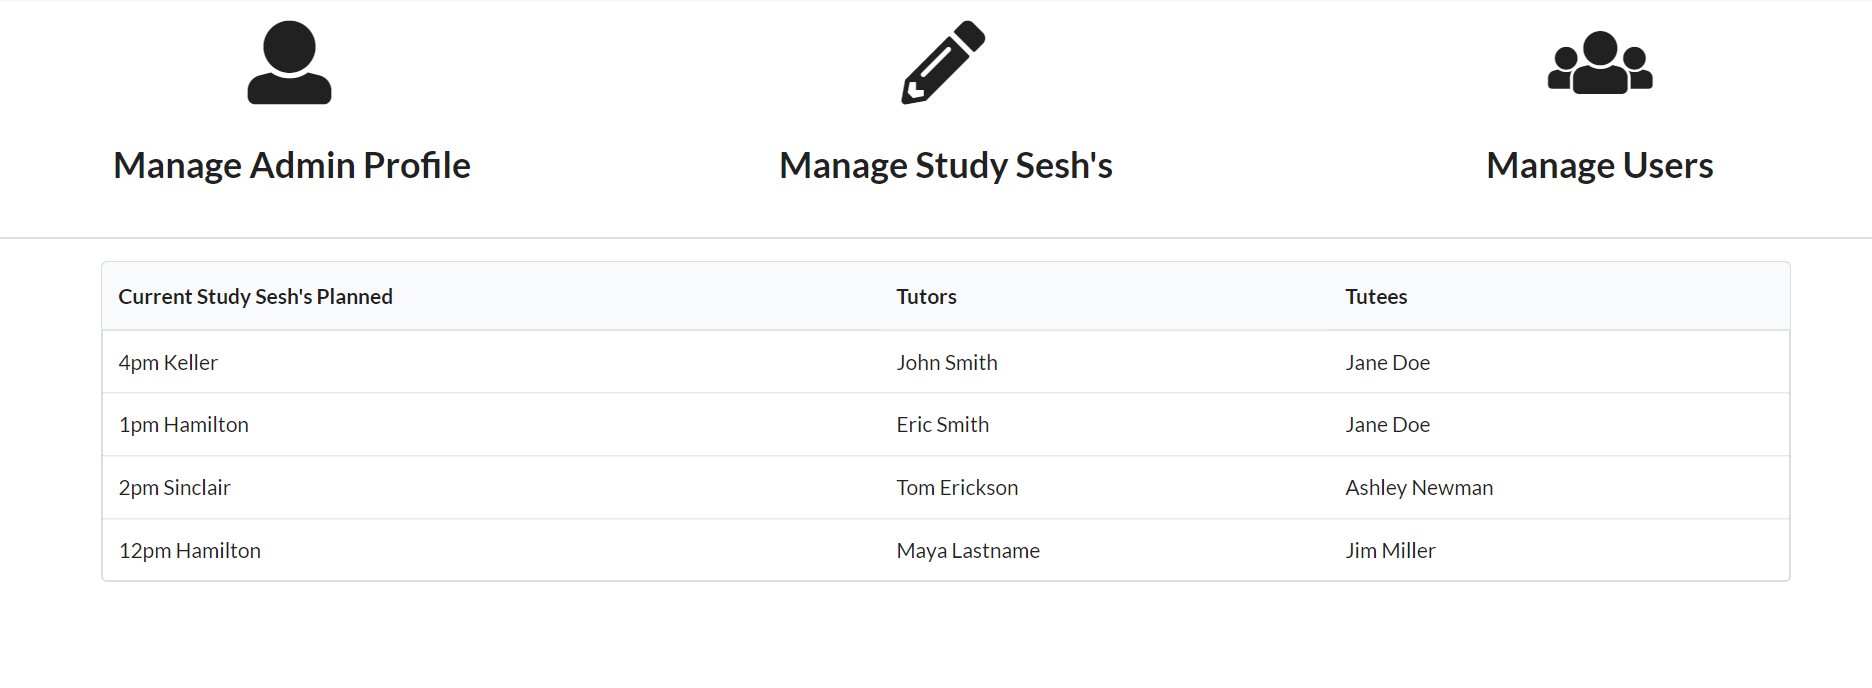 Manage Admin Profile
Manage Study Sesh's
Manage Users
Current Study Sesh's Planned Tutors Tutees
4pm Keller John Smith Jane Doe
1pm Hamilton Eric Smith Jane Doe
2pm Sinclair Tom Erickson Ashley Newman
12pm Hamilton Maya Lastname Jim Miller